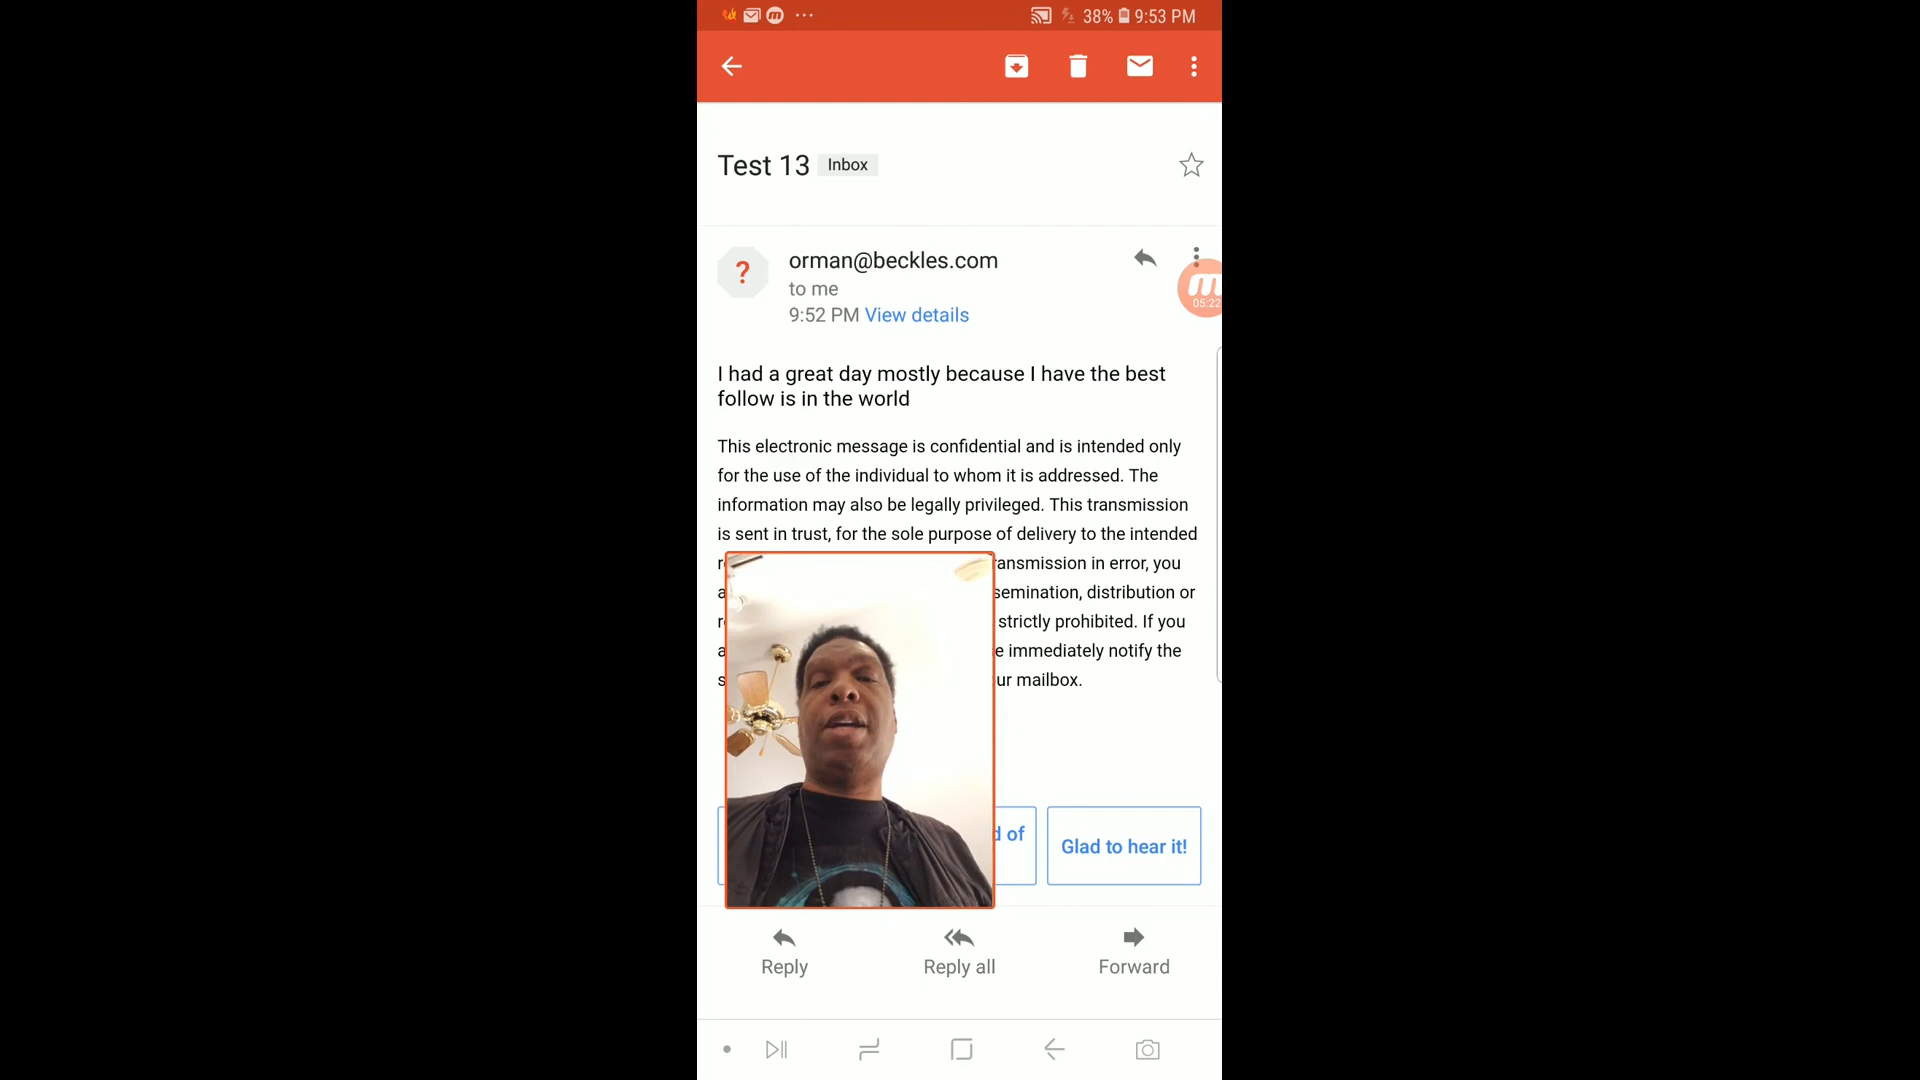 38% 9:53 PM
Test 13 Inbox
?
orman@beckles.com
to me
9:52 PM View details
05:22
I had a great day mostly because I have the best
follow is in the world
This electronic message is confidential and is intended only
for the use of the individual to whom it is addressed. The
information may also be legally privileged. This transmission
is sent in trust, for the sole purpose of delivery to the intended
in error, you
distribution or
strictly prohibited. If you
immediately notify the
mailbox.
of
Glad to hear it!
Reply Reply all Forward